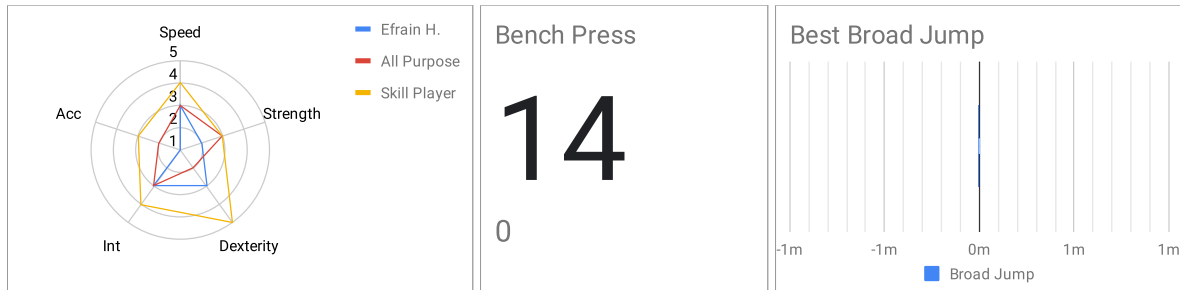 Speed
5
4
3
2
1
Acc
Strength
Int
Dexterity
Efrain H.
All Purpose
Skill Player
Bench Press
14
0
Best Broad Jump
-1m -1m 0m 1m 1m
Broad Jump